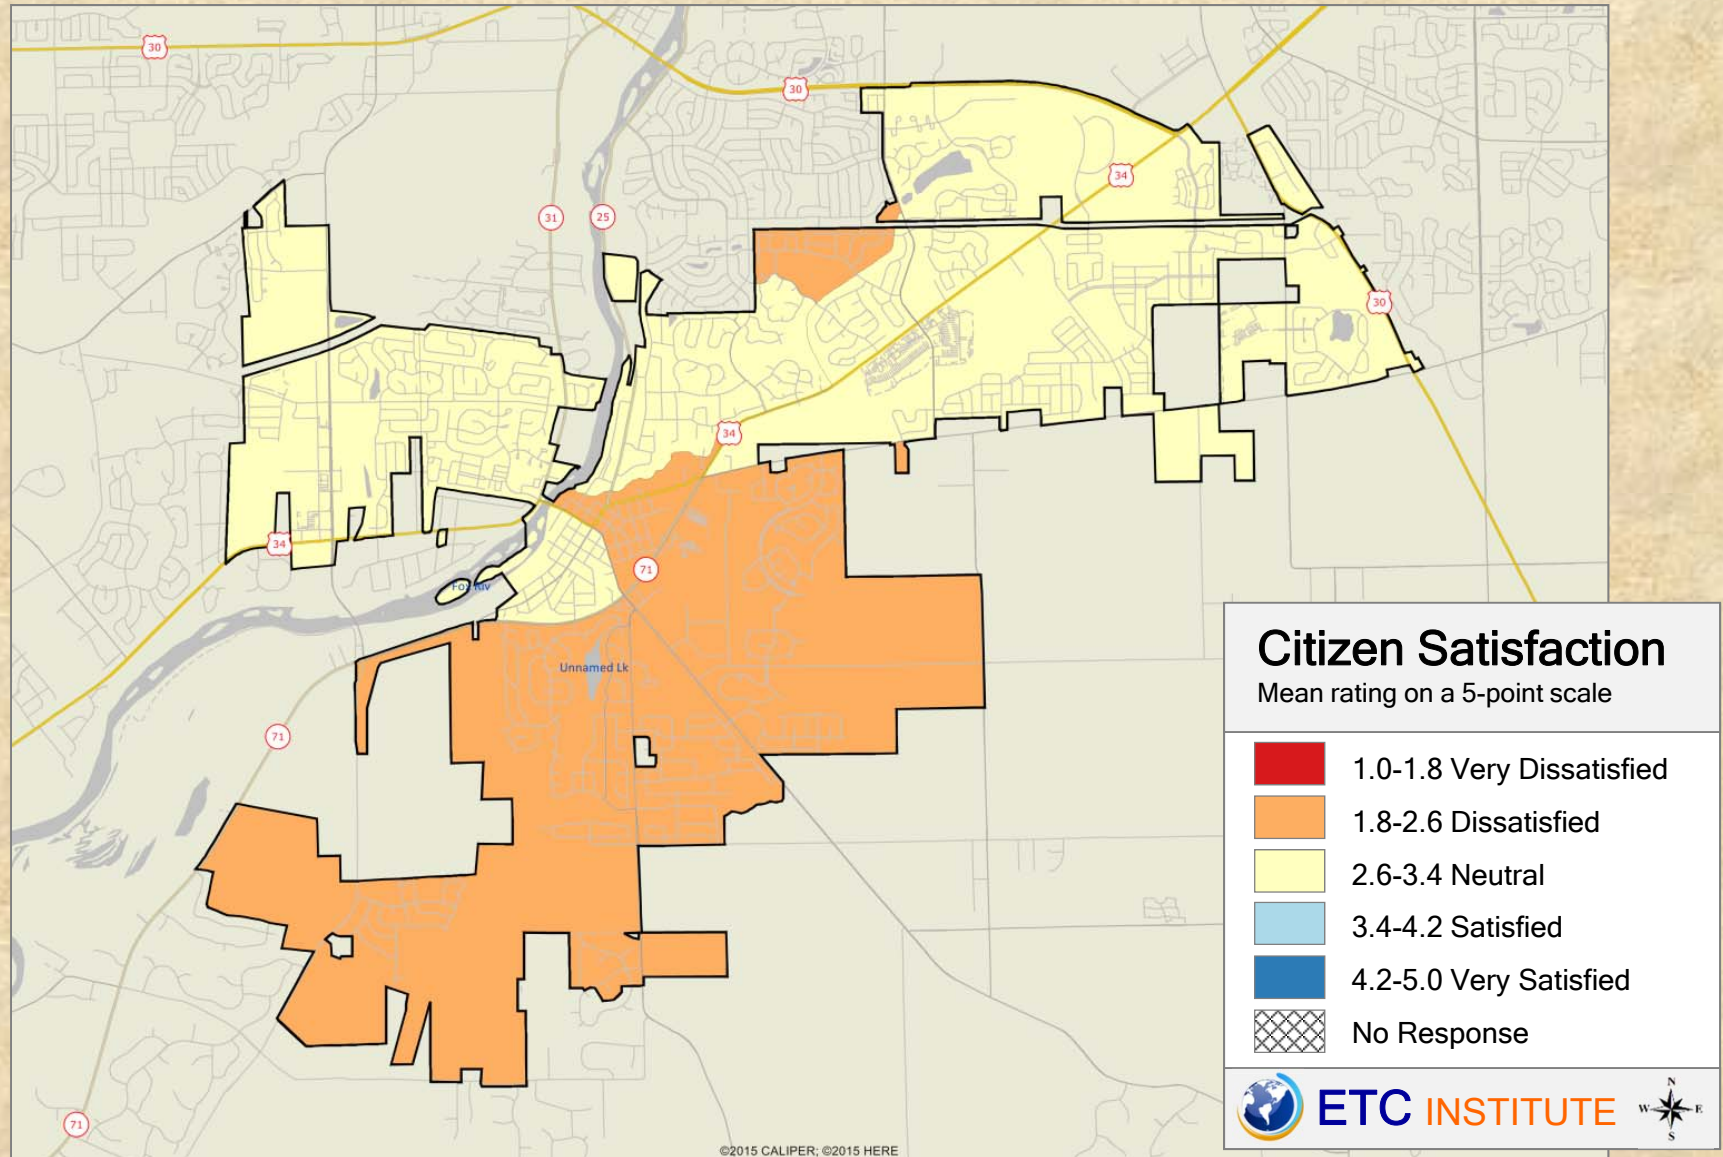 30
30
34
31
25
30
34
34
Fox Riv
71
Unnamed Lk
71
71
Citizen Satisfaction
Mean rating on a 5-point scale
1.0-1.8 Very Dissatisfied
1.8-2.6 Dissatisfied
2.6-3.4 Neutral
3.4-4.2 Satisfied
4.2-5.0 Very Satisfied
No Response
ETC INSTITUTE
N
W E
S
©2015 CALIPER; ©2015 HERE